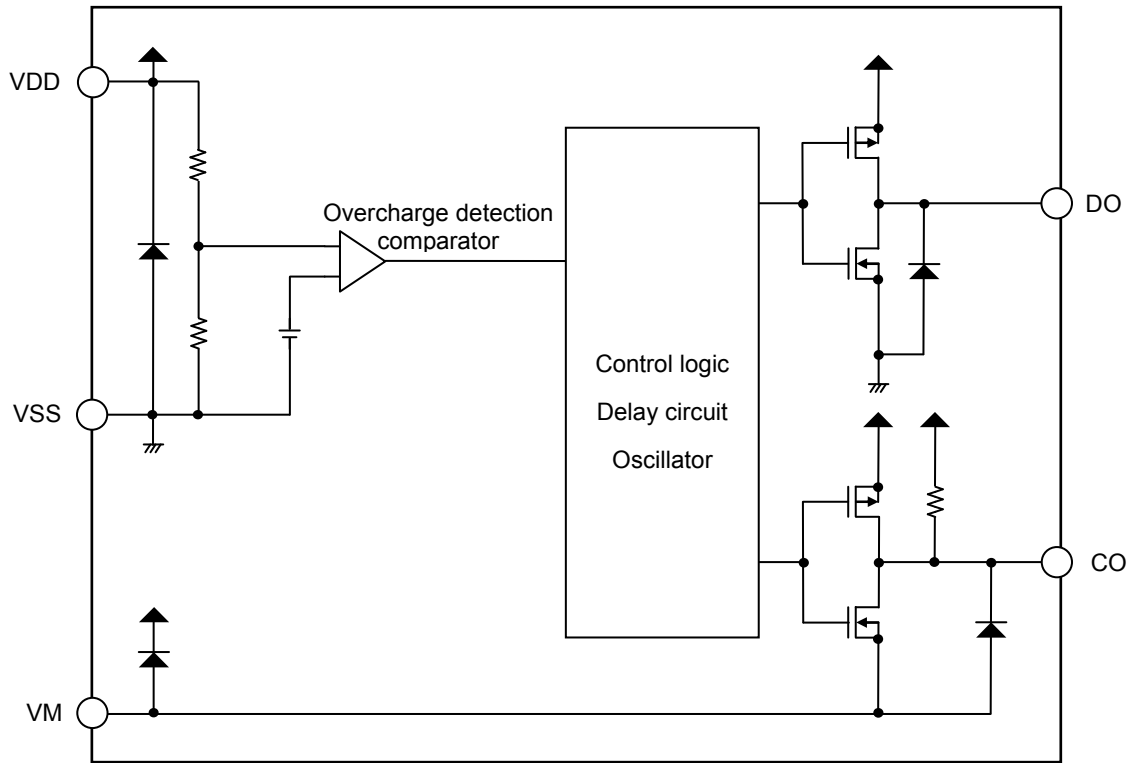 VDD
VSS
VM
Overcharge detection
comparator
Control logic
Delay circuit
Oscillator
DO
CO